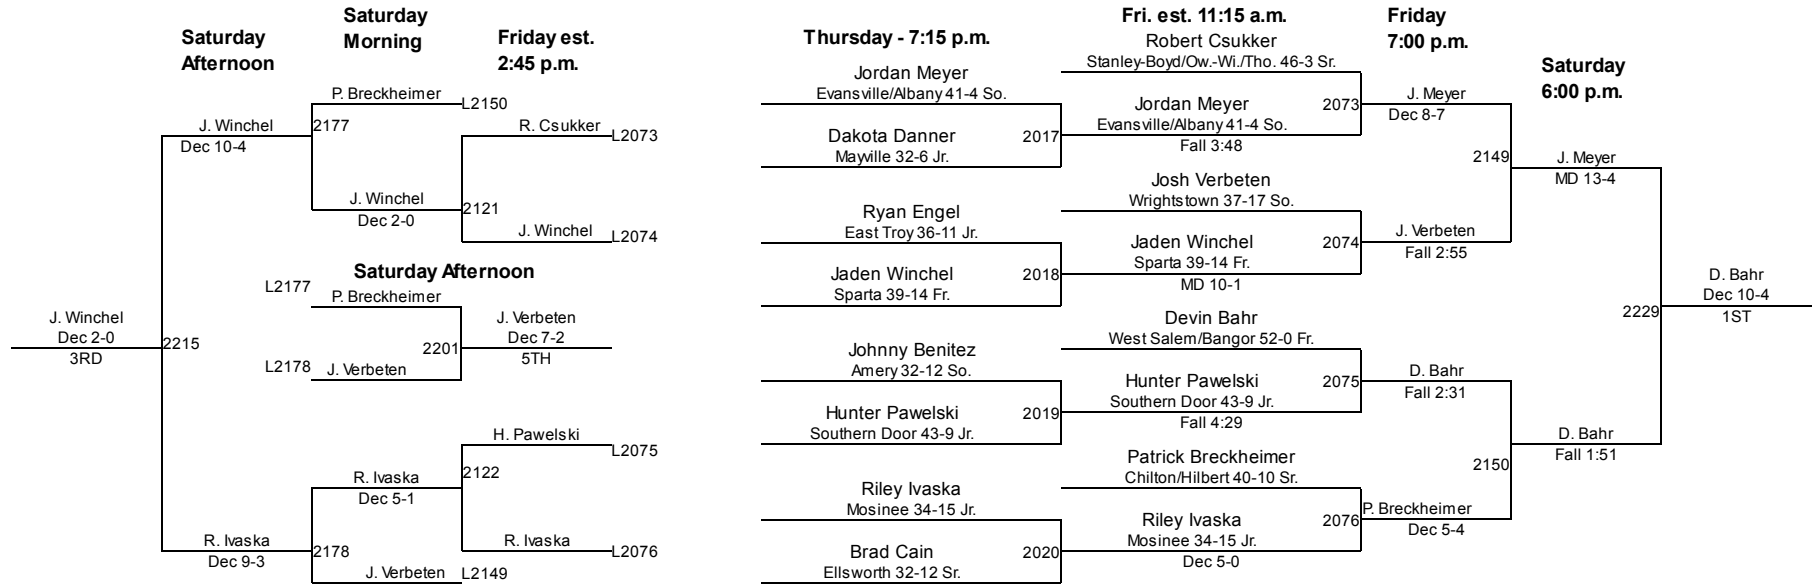 Saturday
Afternoon
Saturday
Morning
Friday est.
2:45 p.m.
P. Breckheimer
L2150
J. Winchel
2177
Dec 10-4
R. Csukker
L2073
J. Winchel
2121
Dec 2-0
J. Winchel
L2074
Saturday Afternoon
L2177
P. Breckheimer
J. Winchel
Dec 2-0
3RD
2215
2201
J. Verbeten
Dec 7-2
5TH
L2178
J. Verbeten
H. Pawelski
L2075
R. Ivaska
2122
Dec 5-1
R. Ivaska
L2076
R. Ivaska
2178
Dec 9-3
J. Verbeten
L2149
Thursday - 7:15 p.m.
Jordan Meyer
Evansville/Albany 41-4 So.
Dakota Danner
2017
Mayville 32-6 Jr.
Ryan Engel
East Troy 36-11 Jr.
Jaden Winchel
2018
Sparta 39-14 Fr.
Johnny Benitez
Amery 32-12 So.
Hunter Pawelski
2019
Southern Door 43-9 Jr.
Riley Ivaska
Mosinee 34-15 Jr.
Brad Cain
2020
Ellsworth 32-12 Sr.
Fri. est. 11:15 a.m.
Robert Csukker
Stanley-Boyd/Ow.-Wi./Tho. 46-3 Sr.
Jordan Meyer
2073
Evansville/Albany 41-4 So.
Fall 3:48
Josh Verbeten
Wrightstown 37-17 So.
Jaden Winchel
2074
Sparta 39-14 Fr.
MD 10-1
Devin Bahr
West Salem/Bangor 52-0 Fr.
Hunter Pawelski
2075
Southern Door 43-9 Jr.
Fall 4:29
Patrick Breckheimer
Chilton/Hilbert 40-10 Sr.
Riley Ivaska
2076
Mosinee 34-15 Jr.
Dec 5-0
Friday
7:00 p.m.
J. Meyer
Dec 8-7
2149
J. Verbeten
Fall 2:55
D. Bahr
Fall 2:31
2150
P. Breckheimer
Dec 5-4
Saturday
6:00 p.m.
J. Meyer
MD 13-4
2229
D. Bahr
Fall 1:51
D. Bahr
Dec 10-4
1ST